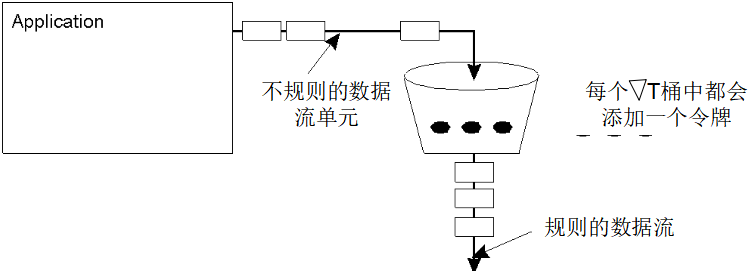 Application
不规则的数据
流单元
每个▽T桶中都会
添加一个令牌
规则的数据流